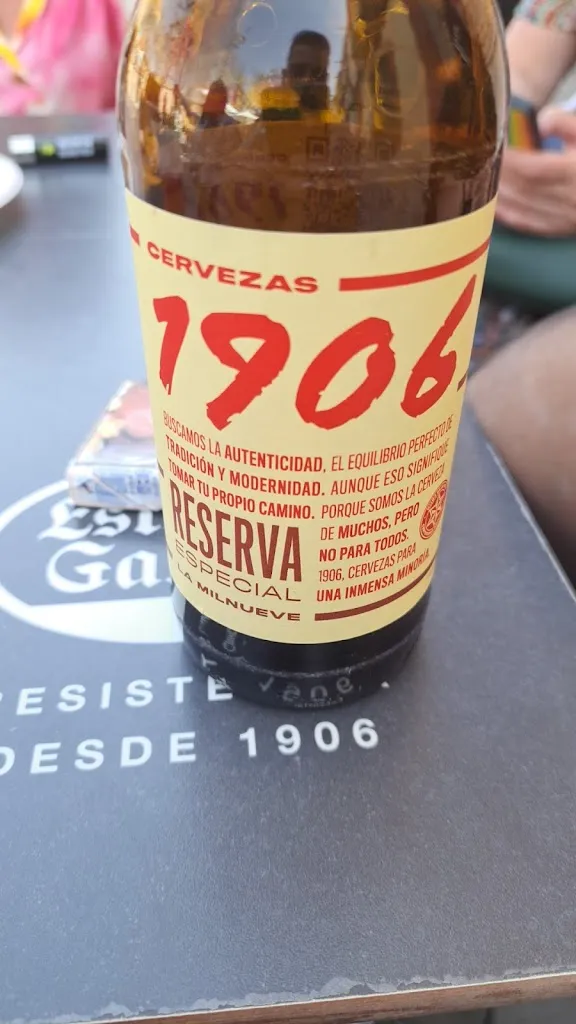 CERVEZAS
1906
BUSCAMOS LA AUTENTICIDAD, EL EQUILIBRIO PERFECTO DE
TRADICIÓN Y MODERNIDAD. AUNQUE ESO SIGNIFIQUE
TOMAR TU PROPIO CAMINO. PORQUE SOMOS LA CERVEZA
DE MUCHOS, PERO
NO PARA TODOS.
1906, CERVEZAS PARA
UNA INMENSA MINORÍA.
RESERVA
ESPECIAL
LA MILNUEVE
RESISTE
DESDE 1906